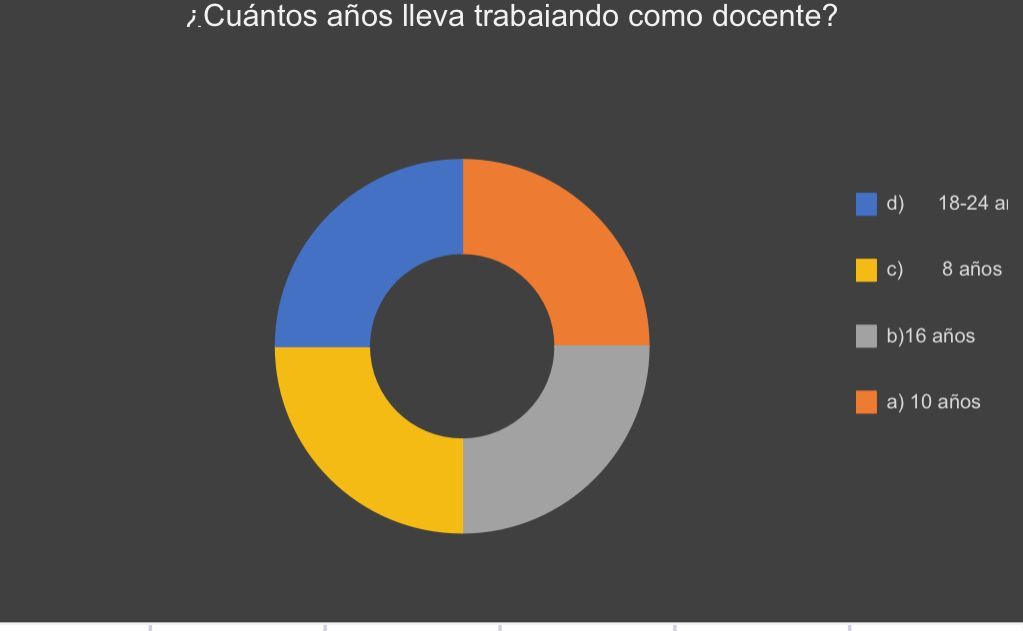 ¿Cuántos años lleva trabajando como docente?
d) 18-24 a
c) 8 años
b)16 años
a) 10 años